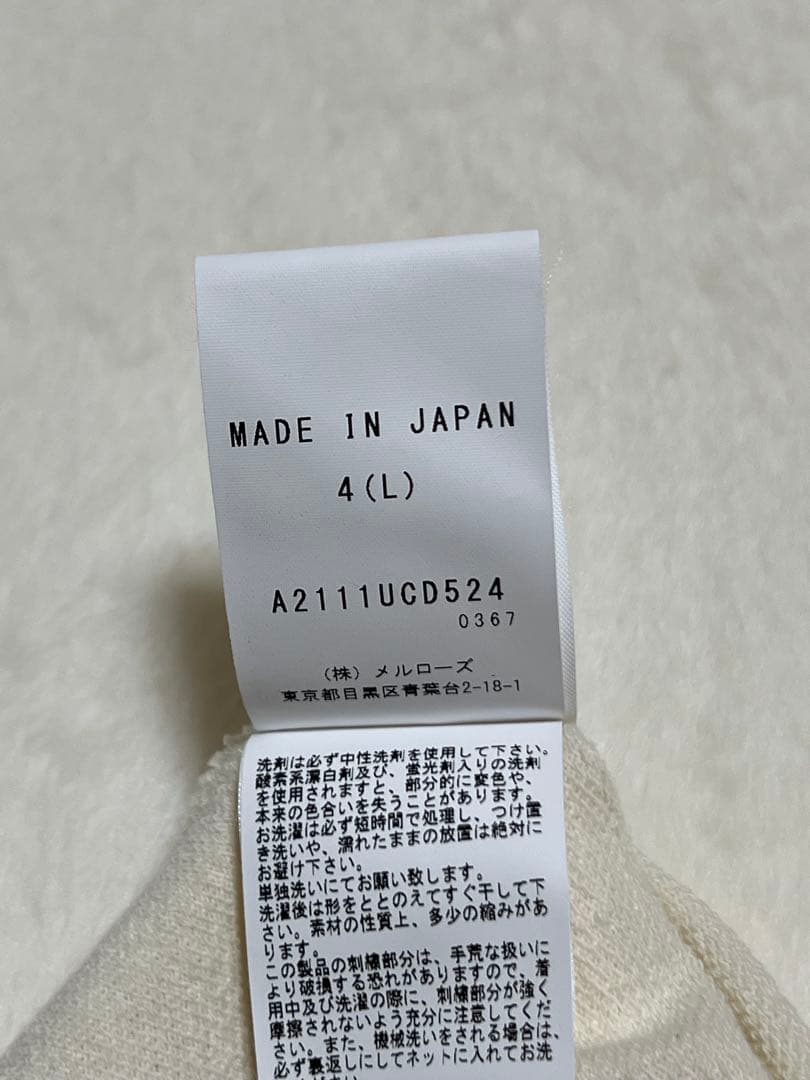 MADE IN JAPAN
4(L)
A2111UCD524
0367
(株) メルローズ
東京都目黒区青葉台2-18-1
洗剤は必ず中性洗剤を使用して下さい。
酸素系漂白剤及び、蛍光剤入りの洗剤
を使用されますと、部分的に変色や、
本来の色合いを失うことがあります。
お洗濯は必ず短時間で処理し、つけ置
き洗いや、濡れたままの放置は絶対に
お避け下さい。
単独洗いにてお願い致します。
洗濯後は形をととのえてすぐ干して下
さい。素材の性質上、多少の縮みがあ
ります。
この製品の刺繍部分は、手荒な扱いに
より破損する恐れがありますので、着
用中及び洗濯の際に、刺繍部分が強く
摩擦されないよう充分に注意してくだ
さい。また、機械洗いをされる場合は、
必ず裏返しにしてネットに入れてお洗